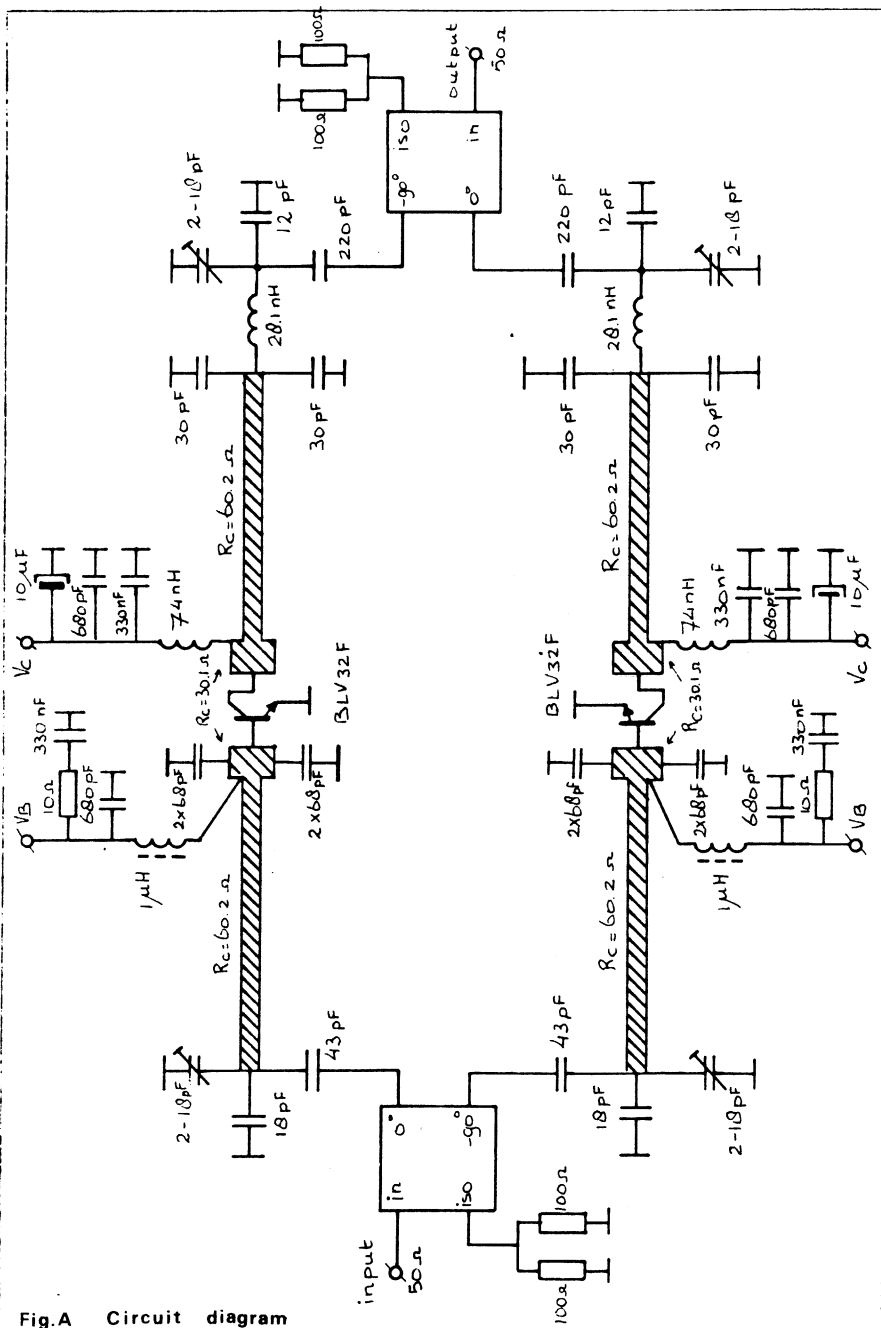 100Ω
100Ω
output
50Ω
iso
in
-90°
0°
2-18pF
12pF
220pF
28.1nH
30pF
30pF
220pF
12pF
2-18pF
28.1nH
30pF
30pF
Rc=60.2Ω
Rc=60.2Ω
10µF
680pF
330nF
74nH
Vc
Rc=30.1Ω
BLV32F
74nH
330nF
680pF
10µF
Vc
Rc=30.1Ω
BLV32F
330nF
10Ω
680pF
VB
1µH
2x68pF
2x68pF
2x68pF
2x68pF
680pF
10Ω
330nF
VB
1µH
Rc=60.2Ω
Rc=60.2Ω
2-18pF
18pF
43pF
43pF
18pF
2-18pF
0°
-90°
in
iso
input
50Ω
100Ω
100Ω
Fig.A Circuit diagram